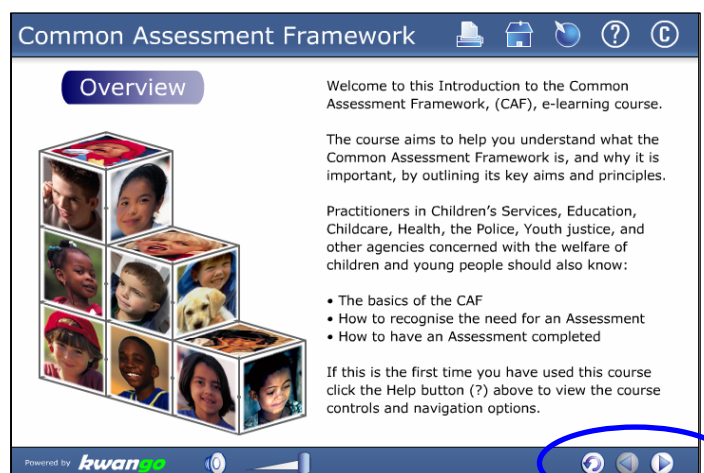 Common Assessment Framework
?
C
Overview
Welcome to this Introduction to the Common
Assessment Framework, (CAF), e-learning course.
The course aims to help you understand what the
Common Assessment Framework is, and why it is
important, by outlining its key aims and principles.
Practitioners in Children's Services, Education,
Childcare, Health, the Police, Youth justice, and
other agencies concerned with the welfare of
children and young people should also know:
• The basics of the CAF
• How to recognise the need for an Assessment
• How to have an Assessment completed
If this is the first time you have used this course
click the Help button (?) above to view the course
controls and navigation options.
Powered by kwango